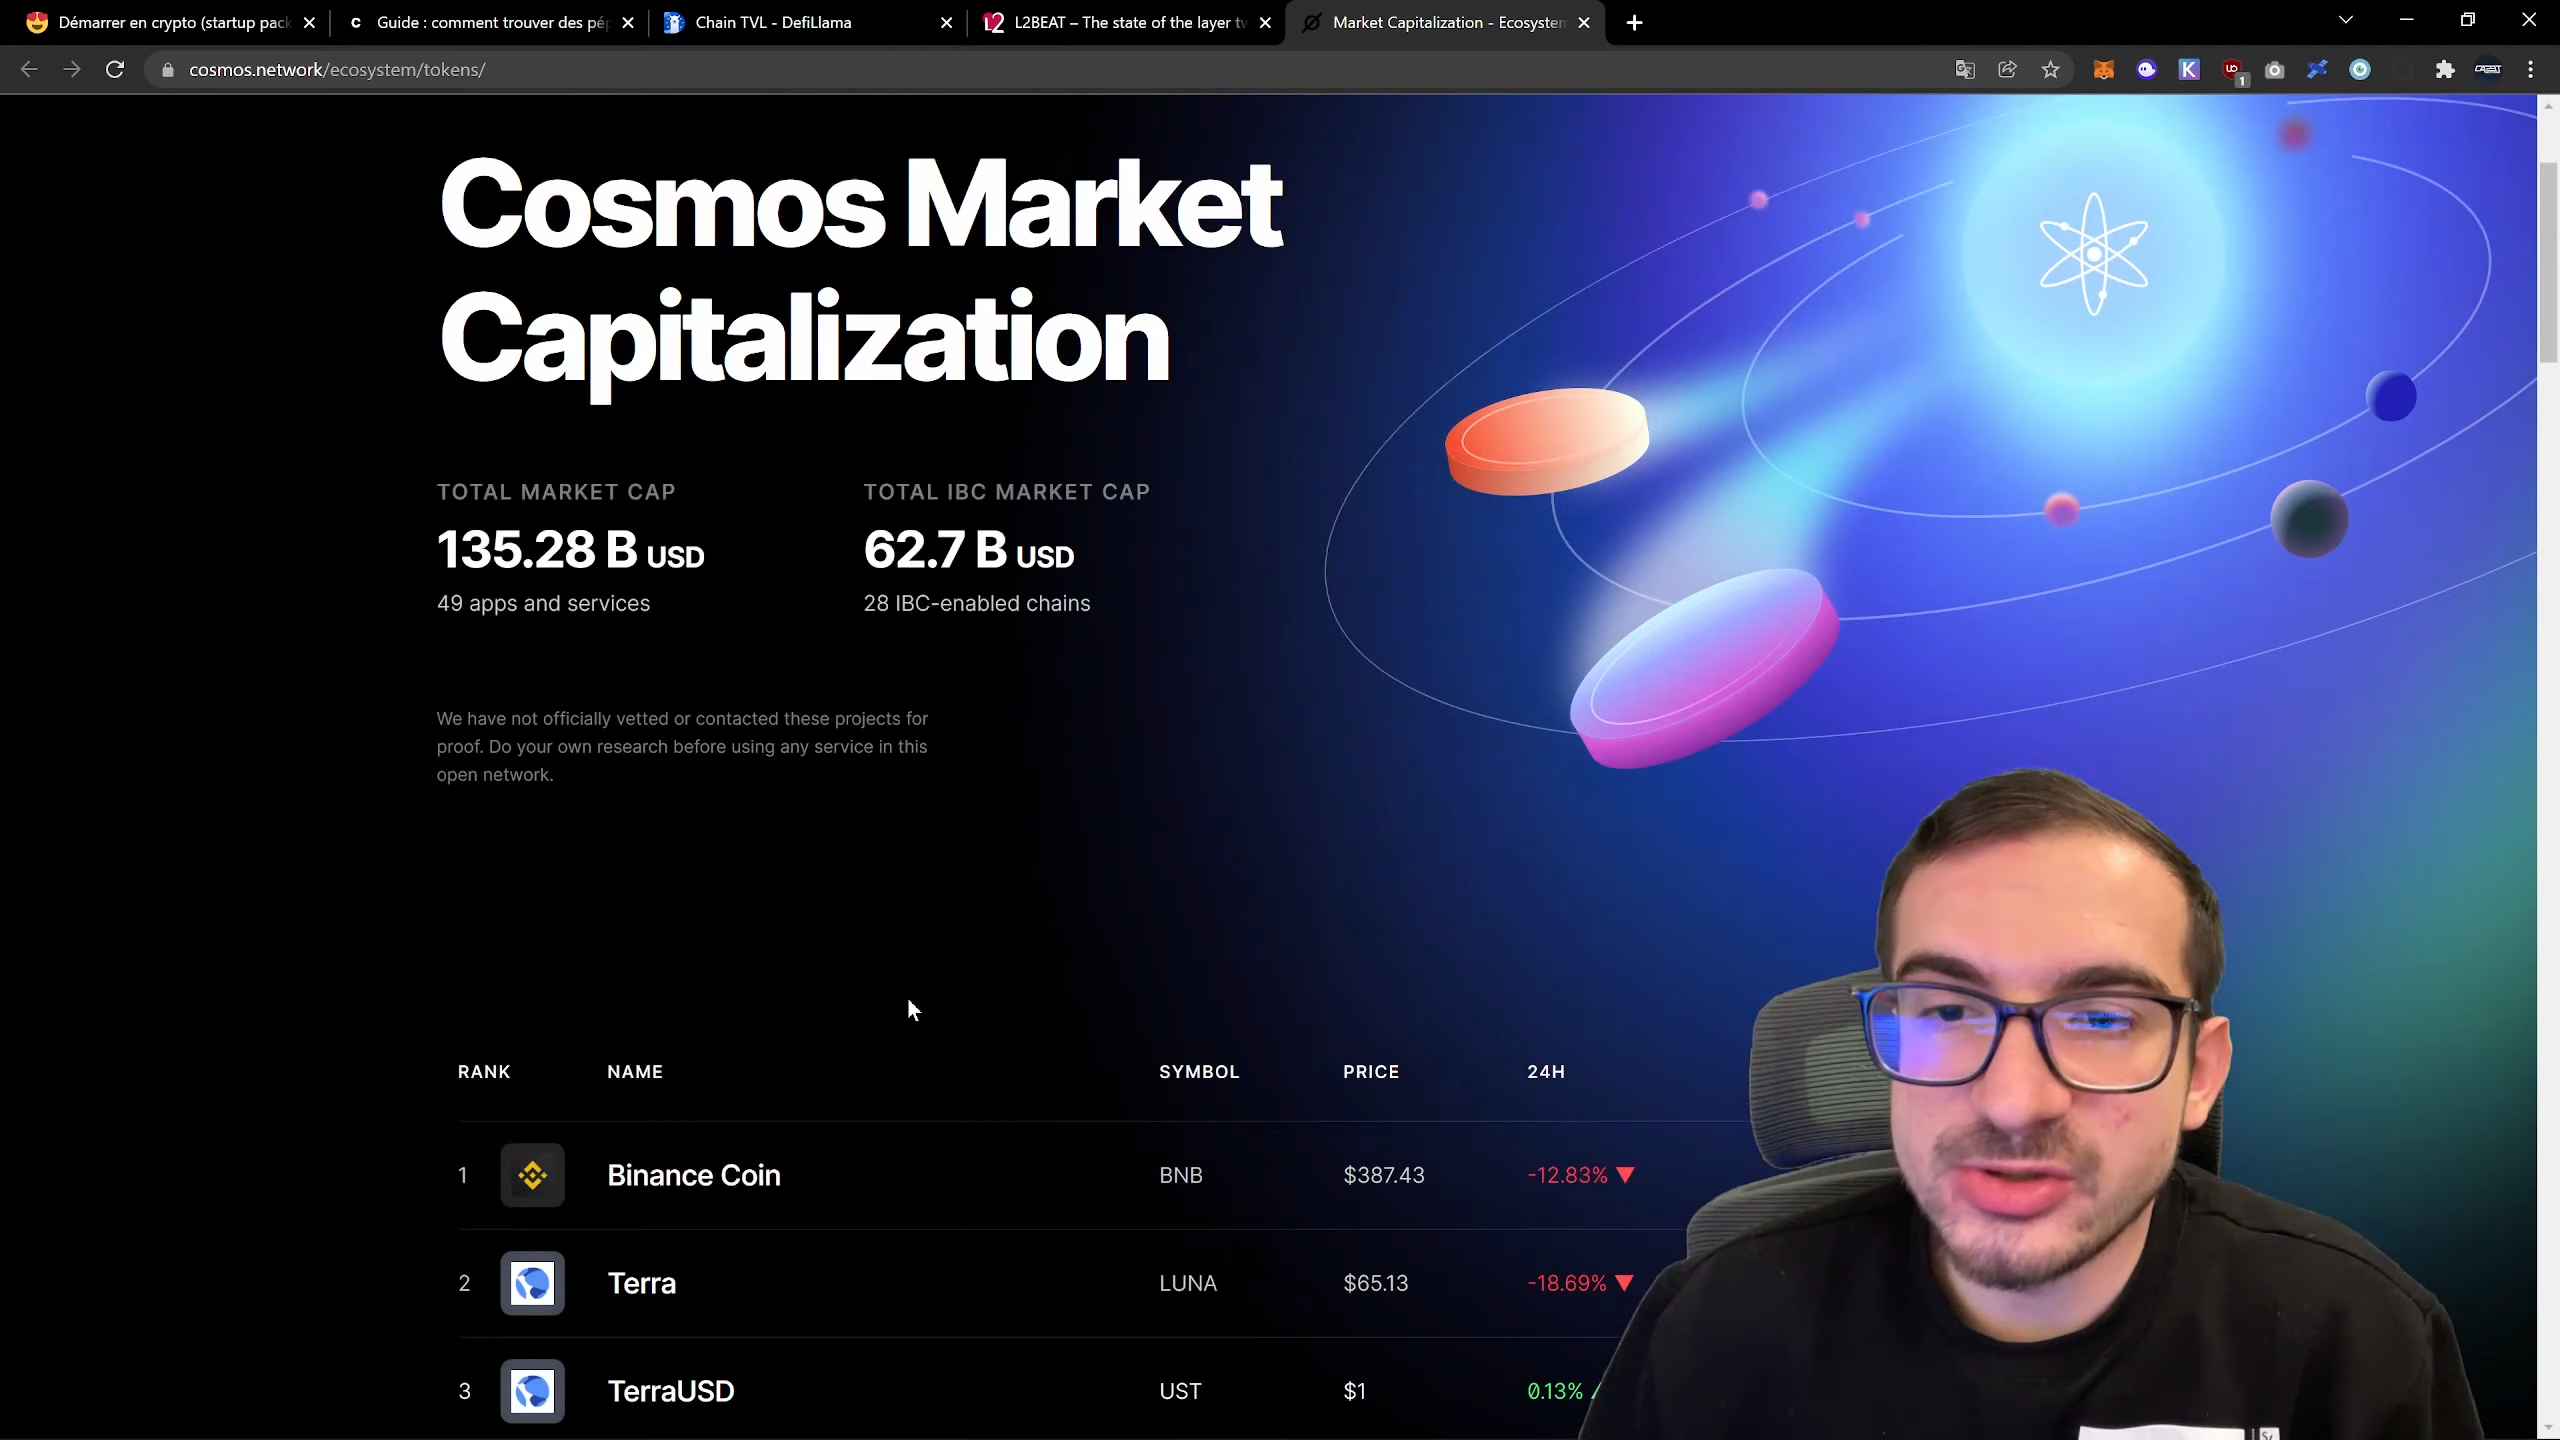 Démarrer en crypto (startup pack
Guide : comment trouver des pép
Chain TVL - DefiLlama
L2BEAT – The state of the layer tw
Market Capitalization - Ecosystem
cosmos.network/ecosystem/tokens/
Cosmos Market
Capitalization
TOTAL MARKET CAP
TOTAL IBC MARKET CAP
135.28 B USD
62.7 B USD
49 apps and services
28 IBC-enabled chains
We have not officially vetted or contacted these projects for
proof. Do your own research before using any service in this
open network.
RANK NAME SYMBOL PRICE 24H
1 Binance Coin BNB $387.43 -12.83%
2 Terra LUNA $65.13 -18.69%
3 TerraUSD UST $1 0.13%